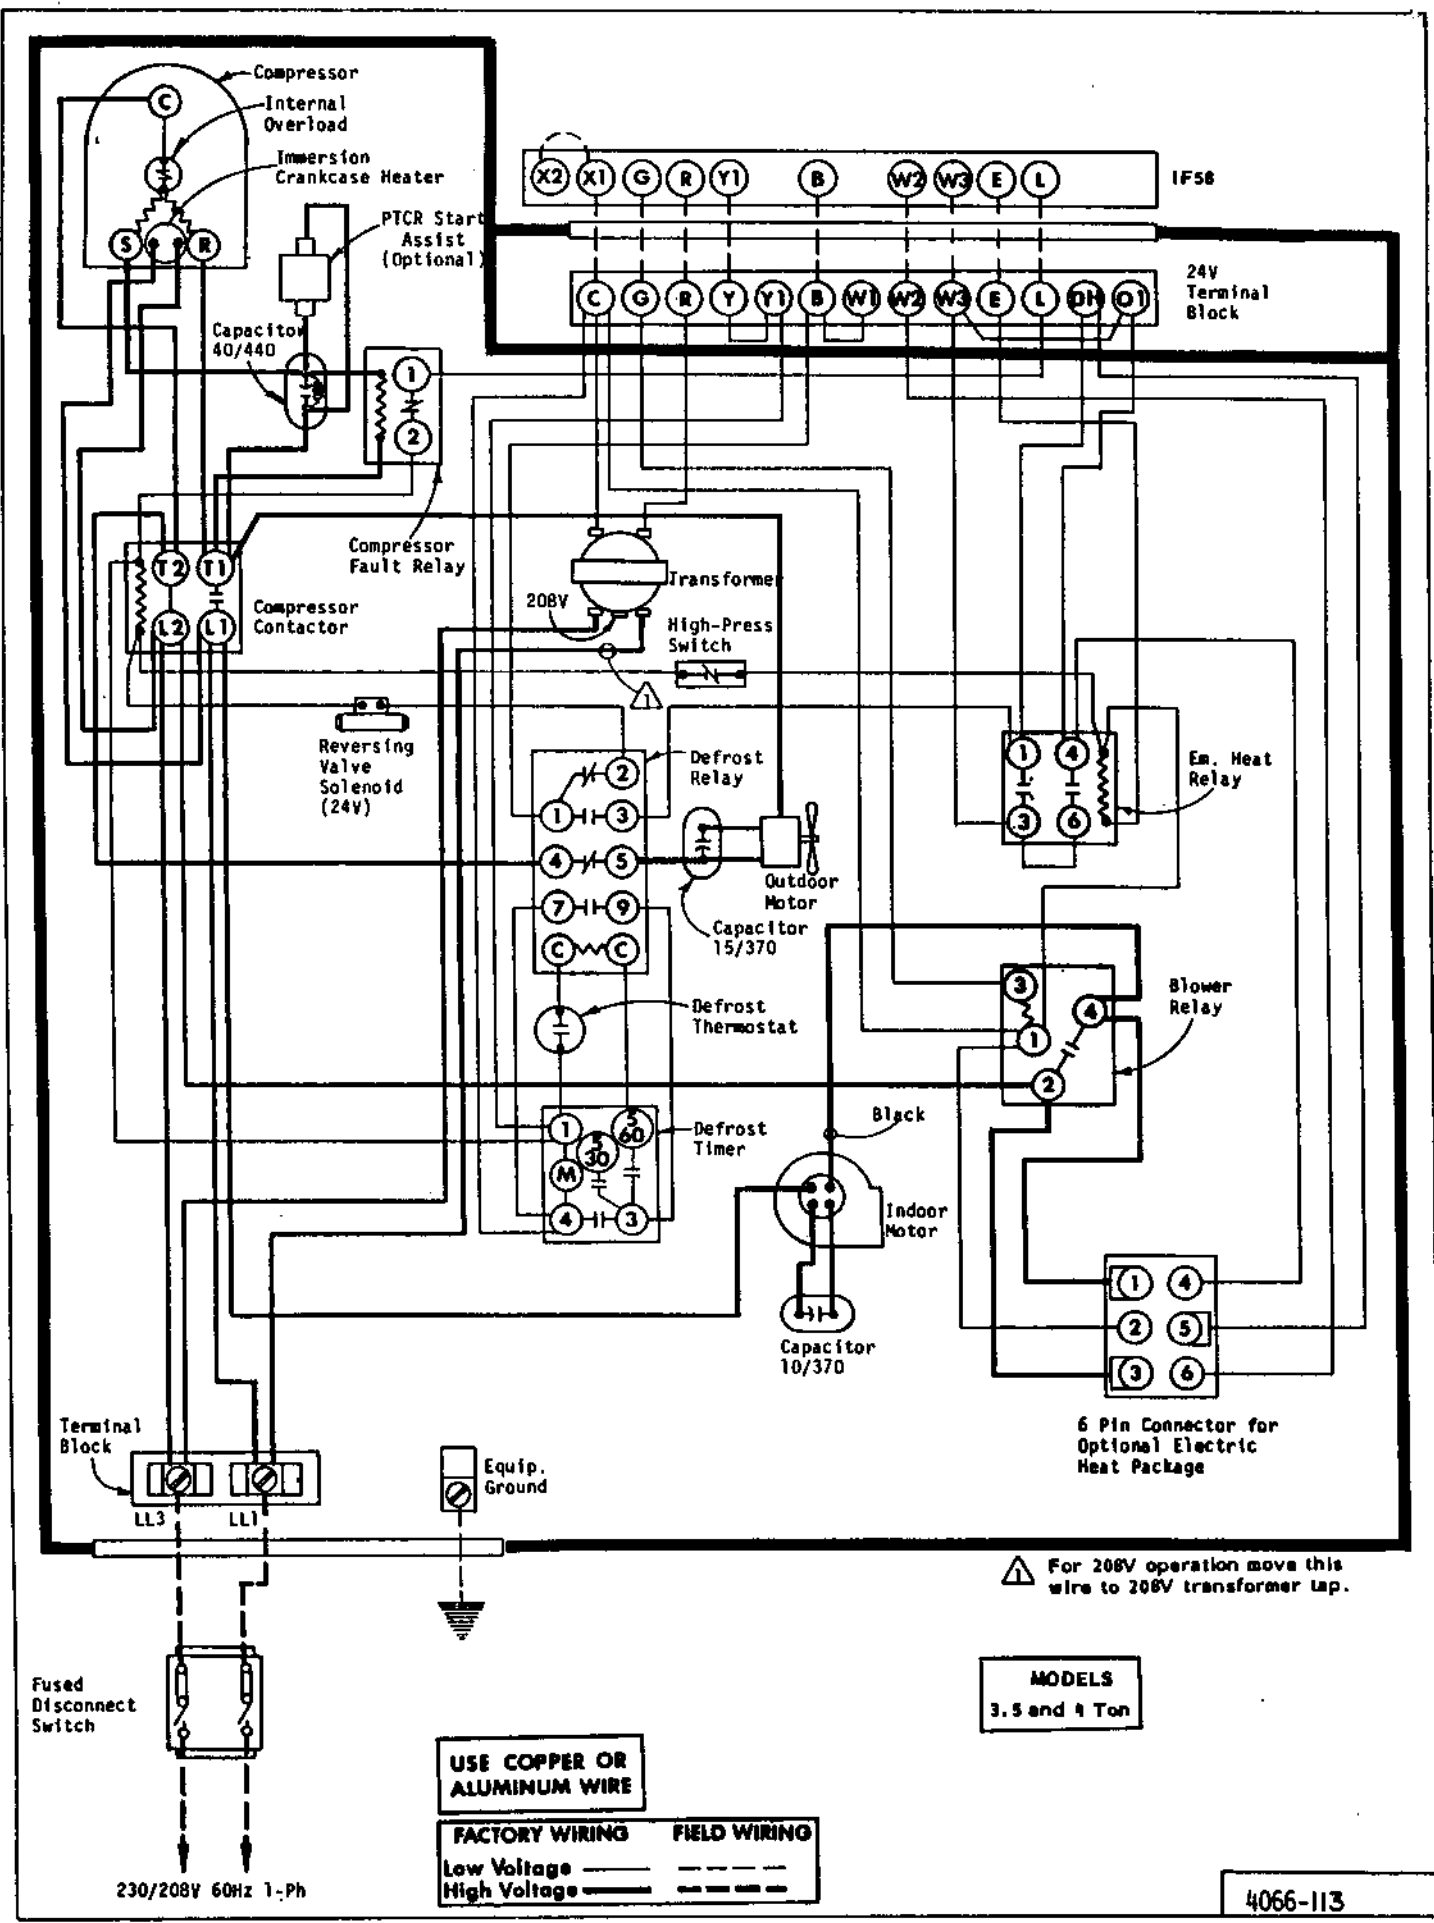 Compressor
C
Internal
Overload
Immersion
Crankcase Heater
S
R
PTCR Start
Assist
(Optional)
Capacitor
40/440
1
2
X2 X1 G R Y1 B W2 W3 E L
IF58
24V
Terminal
Block
C G R Y Y1 B W1 W2 W3 E L DH O1
Compressor
Fault Relay
T2 T1
L2 L1
Compressor
Contactor
Transformer
208V
High-Press
Switch
1
Reversing
Valve
Solenoid
(24V)
Defrost
Relay
2
1 3
4 5
7 9
C C
Outdoor
Motor
Capacitor
15/370
1 4
3 6
Em. Heat
Relay
Defrost
Thermostat
3
4
1
2
Blower
Relay
1
5
30
5
60
M
4 3
Defrost
Timer
Black
Indoor
Motor
Capacitor
10/370
1 4
2 5
3 6
6 Pin Connector for
Optional Electric
Heat Package
Terminal
Block
LL3 LL1
Equip.
Ground
1 For 208V operation move this
wire to 208V transformer tap.
Fused
Disconnect
Switch
MODELS
3.5 and 4 Ton
USE COPPER OR
ALUMINUM WIRE
FACTORY WIRING FIELD WIRING
Low Voltage
High Voltage
230/208V 60Hz 1-Ph
4066-113